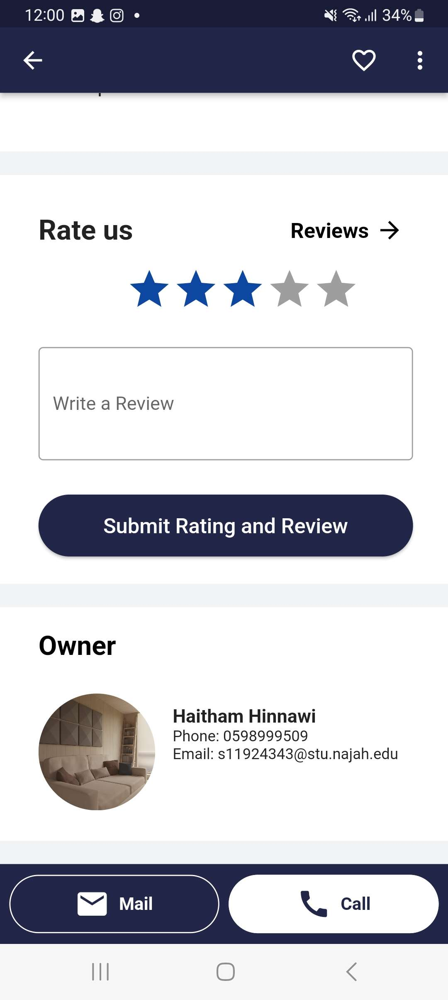 12:00 34%
Rate us
Reviews
Write a Review
Submit Rating and Review
Owner
Haitham Hinnawi
Phone: 0598999509
Email: s11924343@stu.najah.edu
Mail
Call